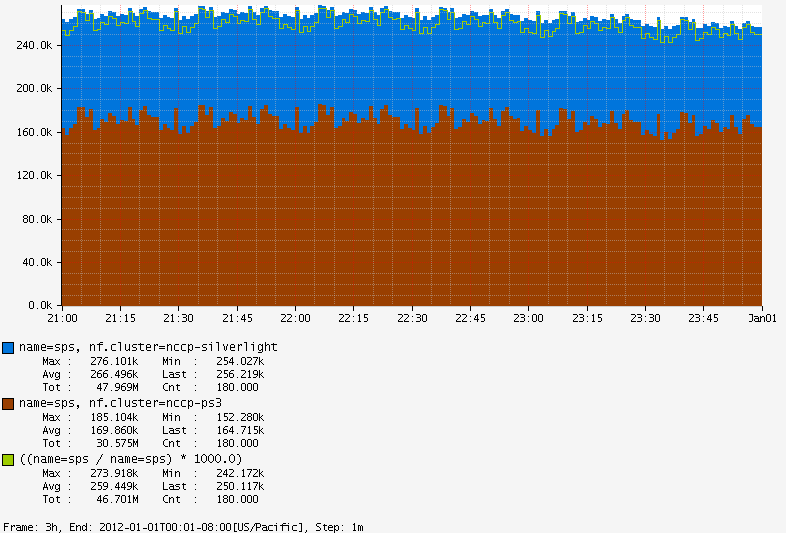 240.0k
200.0k
160.0k
120.0k
80.0k
40.0k
0.0k
21:00 21:15 21:30 21:45 22:00 22:15 22:30 22:45 23:00 23:15 23:30 23:45 Jan01
name=sps, nf.cluster=nccp-silverlight
Max : 276.101k Min : 254.027k
Avg : 266.496k Last : 256.219k
Tot : 47.969M Cnt : 180.000
name=sps, nf.cluster=nccp-ps3
Max : 185.104k Min : 152.280k
Avg : 169.860k Last : 164.715k
Tot : 30.575M Cnt : 180.000
((name=sps / name=sps) * 1000.0)
Max : 273.918k Min : 242.172k
Avg : 259.449k Last : 250.117k
Tot : 46.701M Cnt : 180.000
Frame: 3h, End: 2012-01-01T00:01-08:00[US/Pacific], Step: 1m